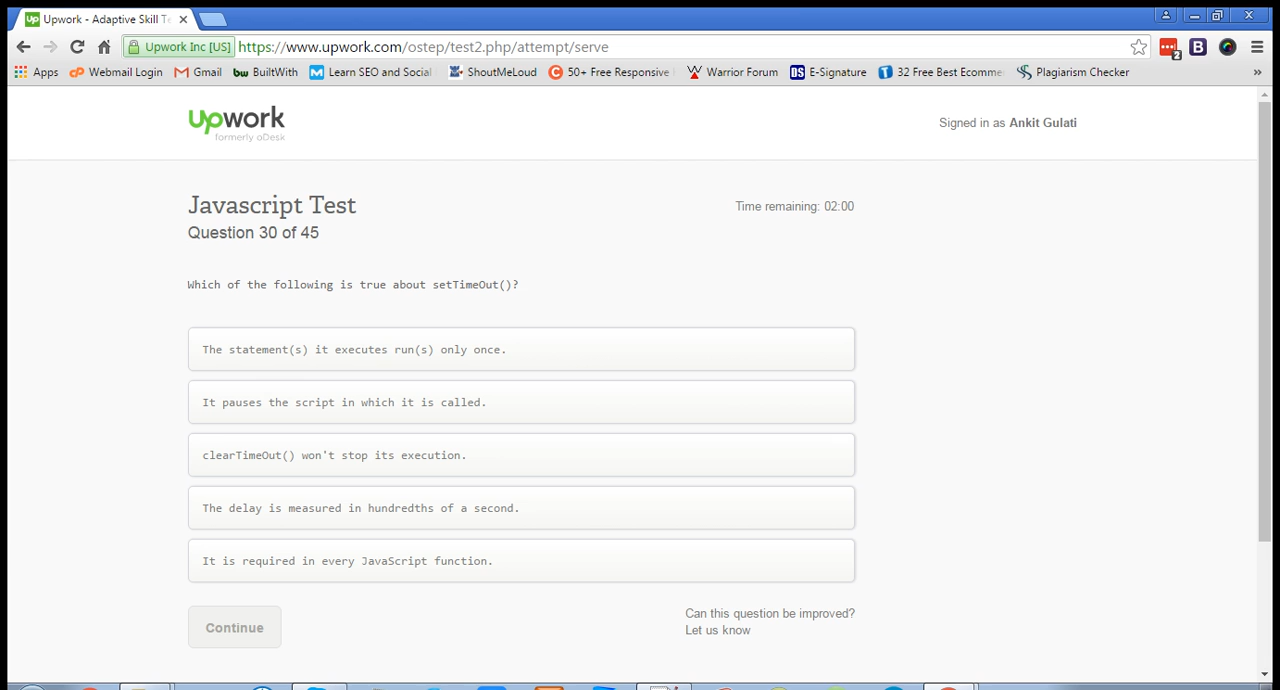 Upwork - Adaptive Skill Te
Upwork Inc [US] https://www.upwork.com/ostep/test2.php/attempt/serve
2
B
Apps Webmail Login Gmail bw BuiltWith Learn SEO and Social ShoutMeLoud 50+ Free Responsive Warrior Forum DS E-Signature 32 Free Best Ecomme Plagiarism Checker »
upwork
formerly oDesk
Signed in as Ankit Gulati
Javascript Test
Time remaining: 02:00
Question 30 of 45
Which of the following is true about setTimeOut()?
The statement(s) it executes run(s) only once.
It pauses the script in which it is called.
clearTimeOut() won't stop its execution.
The delay is measured in hundredths of a second.
It is required in every JavaScript function.
Can this question be improved?
Continue
Let us know